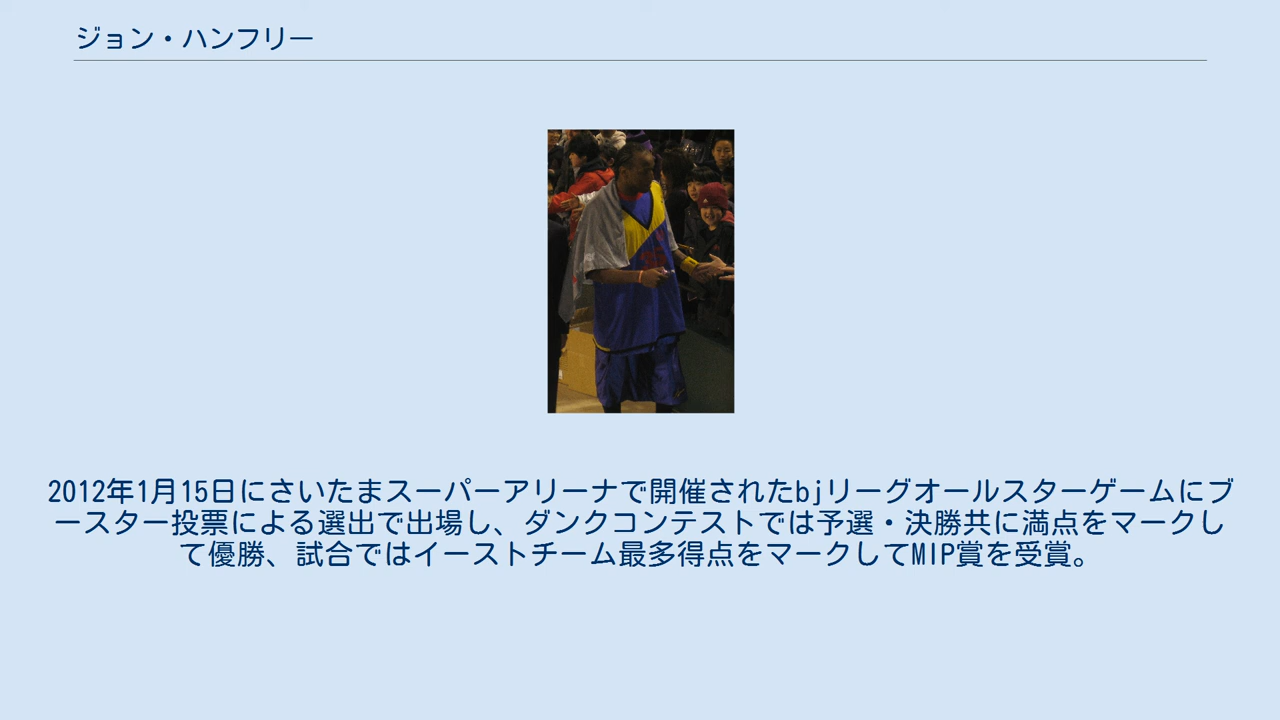 ジョン・ハンフリー
2012年1月15日にさいたまスーパーアリーナで開催されたbjリーグオールスターゲームにブ
ースター投票による選出で出場し、ダンクコンテストでは予選・決勝共に満点をマークし
て優勝、試合ではイーストチーム最多得点をマークしてMIP賞を受賞。